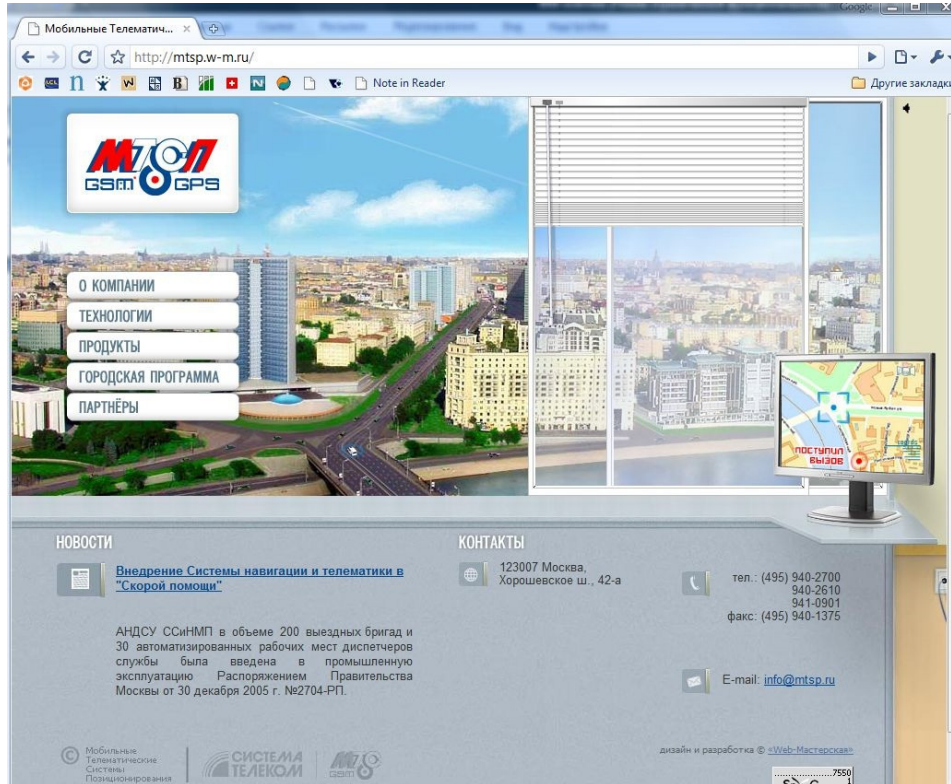 Google
Мобильные Телематич...
http://mtsp.w-m.ru/
Note in Reader
Другие закладки
МТСП
GSM GPS
О КОМПАНИИ
ТЕХНОЛОГИИ
ПРОДУКТЫ
ГОРОДСКАЯ ПРОГРАММА
ПАРТНЁРЫ
ПОСТУПИЛ
ВЫЗОВ
НОВОСТИ
Внедрение Системы навигации и телематики в
"Скорой помощи"
АНДСУ ССиНМП в объеме 200 выездных бригад и
30 автоматизированных рабочих мест диспетчеров
службы была введена в промышленную
эксплуатацию Распоряжением Правительства
Москвы от 30 декабря 2005 г. №2704-РП.
КОНТАКТЫ
123007 Москва,
Хорошевское ш., 42-а
тел.: (495) 940-2700
940-2610
941-0901
факс: (495) 940-1375
E-mail: info@mtsp.ru
© Мобильные
Телематические
Системы
Позиционирования
СИСТЕМА
ТЕЛЕКОМ
дизайн и разработка © «Web-Мастерская»
7550